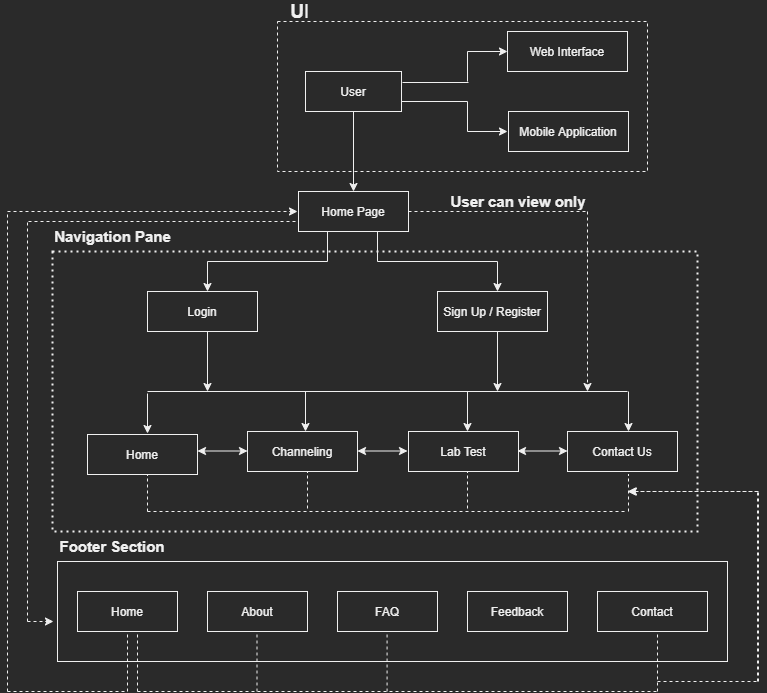 UI
Web Interface
User
Mobile Application
Home Page
User can view only
Navigation Pane
Login
Sign Up / Register
Home
Channeling
Lab Test
Contact Us
Footer Section
Home
About
FAQ
Feedback
Contact